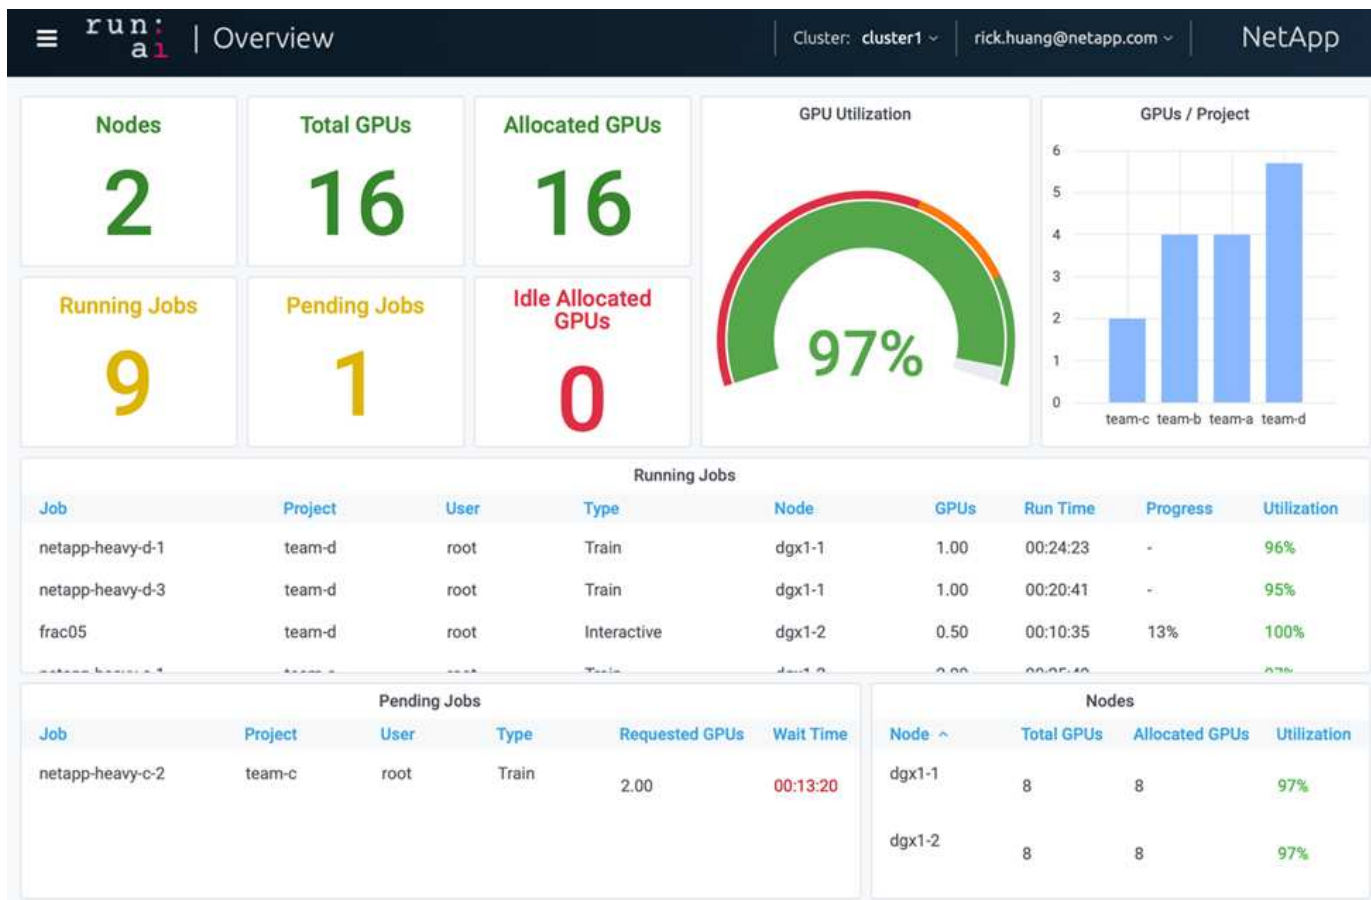 run:
ai | Overview
Cluster: cluster1
rick.huang@netapp.com
NetApp
Nodes
2
Total GPUs
16
Allocated GPUs
16
Running Jobs
9
Pending Jobs
1
Idle Allocated
GPUs
0
GPU Utilization
97%
GPUs / Project
6
5
4
3
2
1
0
team-c team-b team-a team-d
Running Jobs
Job Project User Type Node GPUs Run Time Progress Utilization
netapp-heavy-d-1 team-d root Train dgx1-1 1.00 00:24:23 - 96%
netapp-heavy-d-3 team-d root Train dgx1-1 1.00 00:20:41 - 95%
frac05 team-d root Interactive dgx1-2 0.50 00:10:35 13% 100%
Pending Jobs
Job Project User Type Requested GPUs Wait Time
netapp-heavy-c-2 team-c root Train 2.00 00:13:20
Nodes
Node Total GPUs Allocated GPUs Utilization
dgx1-1 8 8 97%
dgx1-2 8 8 97%